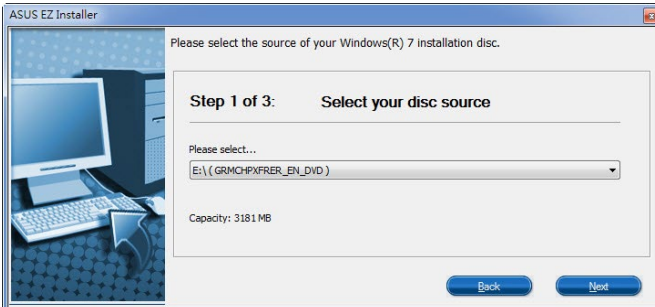 ASUS EZ Installer
Please select the source of your Windows(R) 7 installation disc.
Step 1 of 3: Select your disc source
Please select...
E:\ ( GRMCHPXFRER_EN_DVD )
Capacity: 3181 MB
Back Next